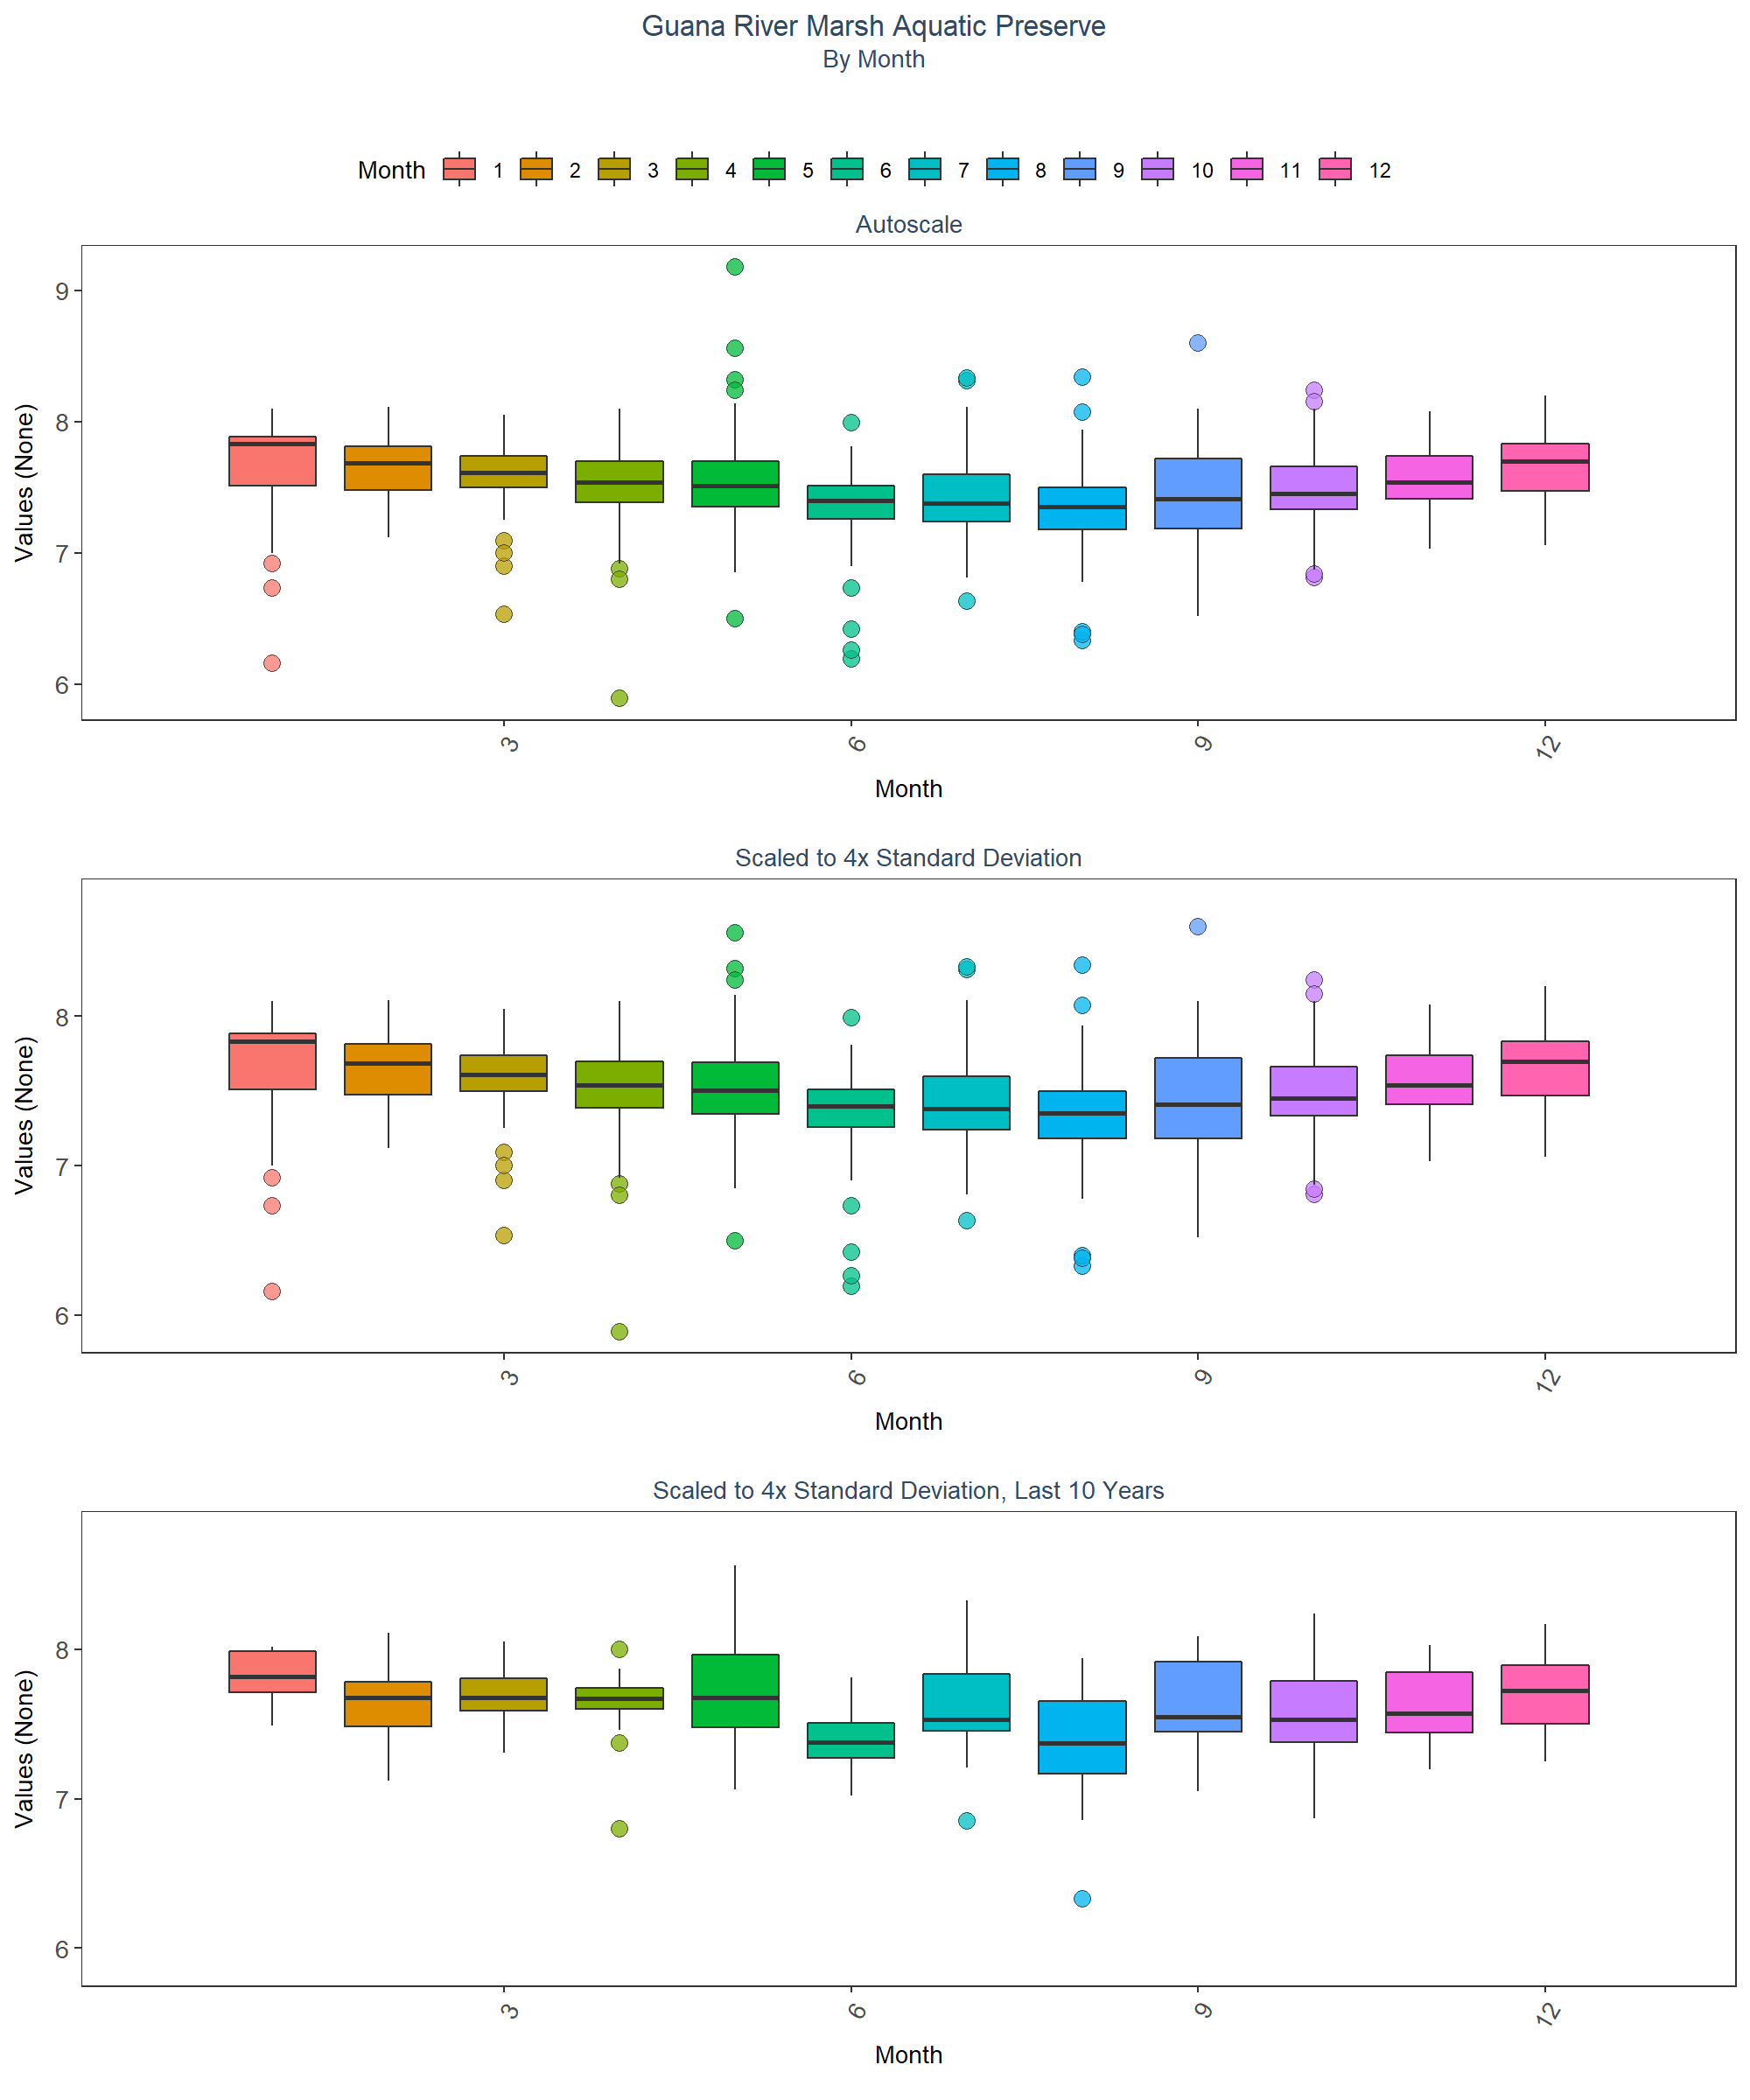 Guana River Marsh Aquatic Preserve
By Month
Month 1 2 3 4 5 6 7 8 9 10 11 12
Autoscale
Values (None)
9
8
7
6
3 6 9 12
Month
Scaled to 4x Standard Deviation
Values (None)
8
7
6
3 6 9 12
Month
Scaled to 4x Standard Deviation, Last 10 Years
Values (None)
8
7
6
3 6 9 12
Month